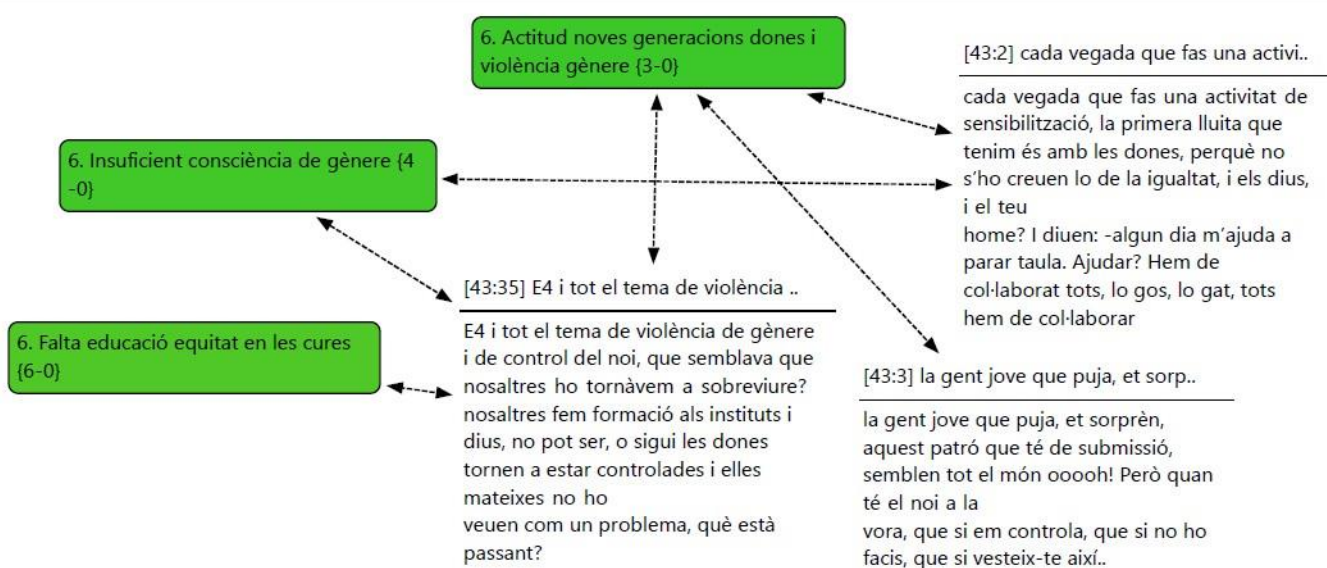 6. Actitud noves generacions dones i
violència gènere {3-0}
[43:2] cada vegada que fas una activi..
cada vegada que fas una activitat de
sensibilització, la primera lluita que
tenim és amb les dones, perquè no
s'ho creuen lo de la igualtat, i els dius,
i el teu
home? I diuen: -algun dia m'ajuda a
parar taula. Ajudar? Hem de
col·laborat tots, lo gos, lo gat, tots
hem de col·laborar
6. Insuficient consciència de gènere {4
-0}
[43:35] E4 i tot el tema de violència ..
E4 i tot el tema de violència de gènere
i de control del noi, que semblava que
nosaltres ho tornàvem a sobreviure?
nosaltres fem formació als instituts i
dius, no pot ser, o sigui les dones
tornen a estar controlades i elles
mateixes no ho
veuen com un problema, què està
passant?
6. Falta educació equitat en les cures
{6-0}
[43:3] la gent jove que puja, et sorp..
la gent jove que puja, et sorprèn,
aquest patró que té de submissió,
semblen tot el món ooooh! Però quan
té el noi a la
vora, que si em controla, que si no ho
facis, que si vesteix-te així..